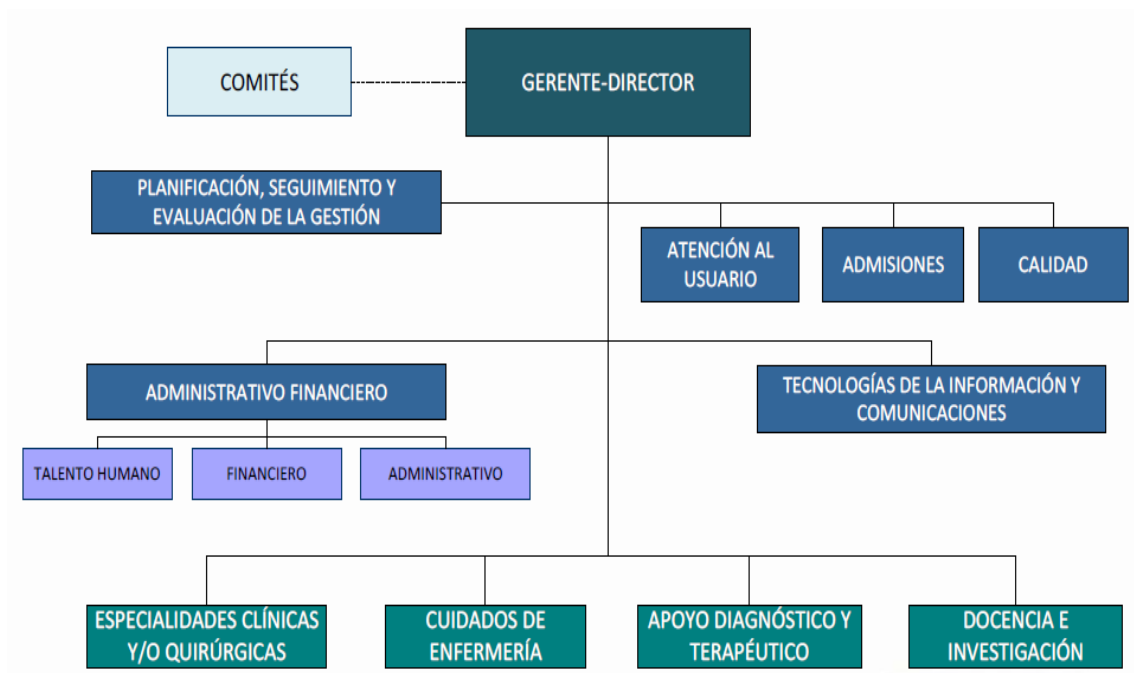 COMITÉS
GERENTE-DIRECTOR
PLANIFICACIÓN, SEGUIMIENTO Y
EVALUACIÓN DE LA GESTIÓN
ATENCIÓN AL
USUARIO
ADMISIONES
CALIDAD
ADMINISTRATIVO FINANCIERO
TECNOLOGÍAS DE LA INFORMACIÓN Y
COMUNICACIONES
TALENTO HUMANO
FINANCIERO
ADMINISTRATIVO
ESPECIALIDADES CLÍNICAS
Y/O QUIRÚRGICAS
CUIDADOS DE
ENFERMERÍA
APOYO DIAGNÓSTICO Y
TERAPÉUTICO
DOCENCIA E
INVESTIGACIÓN